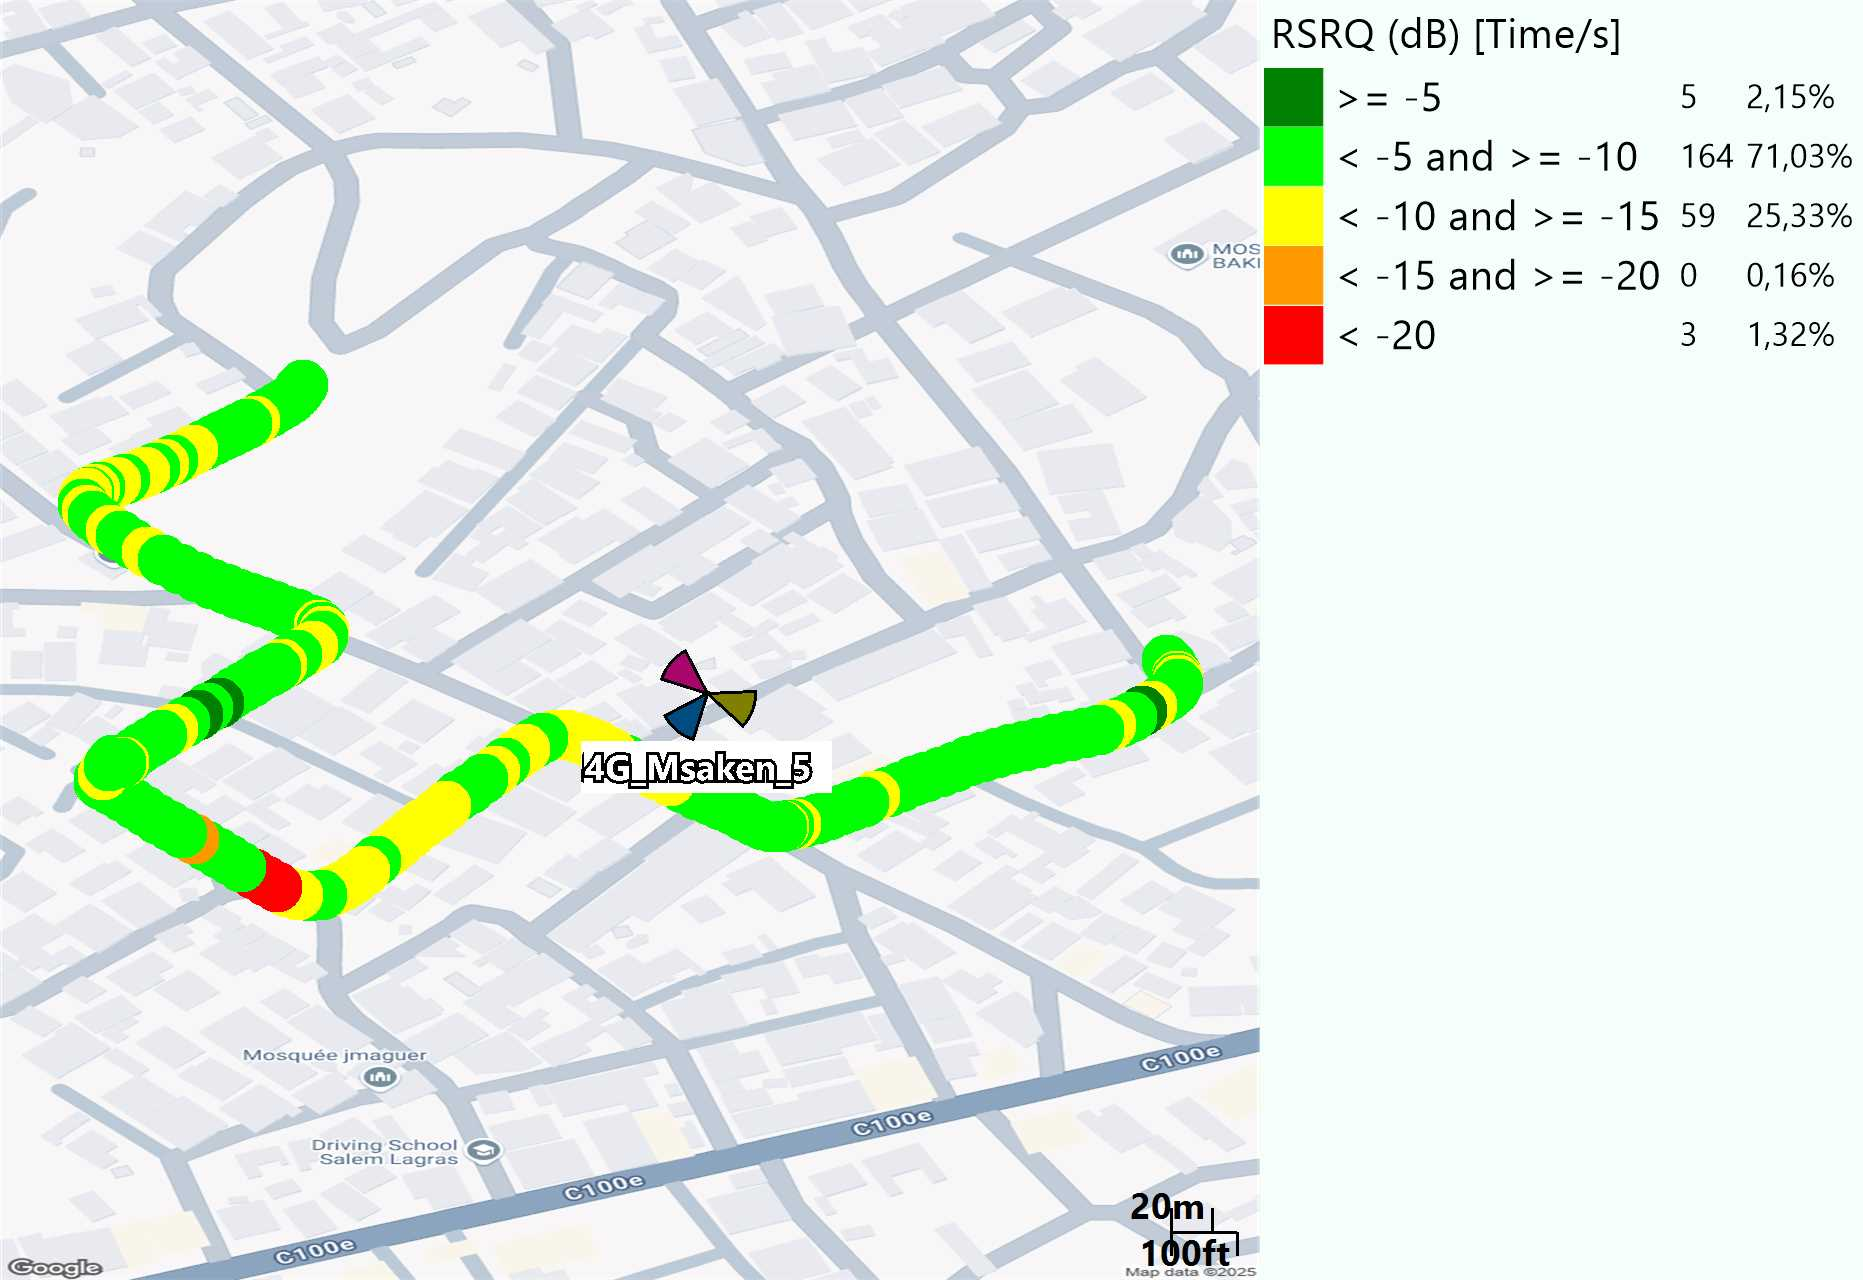 RSRQ (dB) [Time/s]
>= -5 5 2,15%
< -5 and >= -10 164 71,03%
< -10 and >= -15 59 25,33%
< -15 and >= -20 0 0,16%
< -20 3 1,32%
MOS
BAKI
4G_Msaken_5
Mosquée jmaguer
Driving School
Salem Lagras
C100e
C100e
C100e
C100e
20m
100ft
Google
Map data ©2025